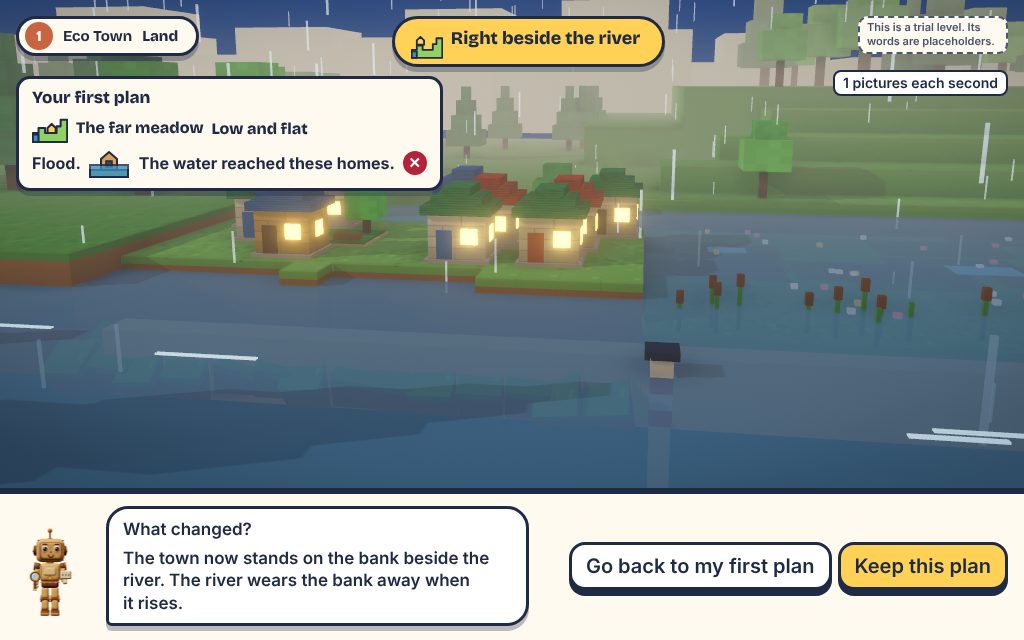 1 Eco Town Land
Right beside the river
This is a trial level. Its
words are placeholders.
1 pictures each second
Your first plan
The far meadow Low and flat
Flood. The water reached these homes.
What changed?
The town now stands on the bank beside the
river. The river wears the bank away when
it rises.
Go back to my first plan
Keep this plan